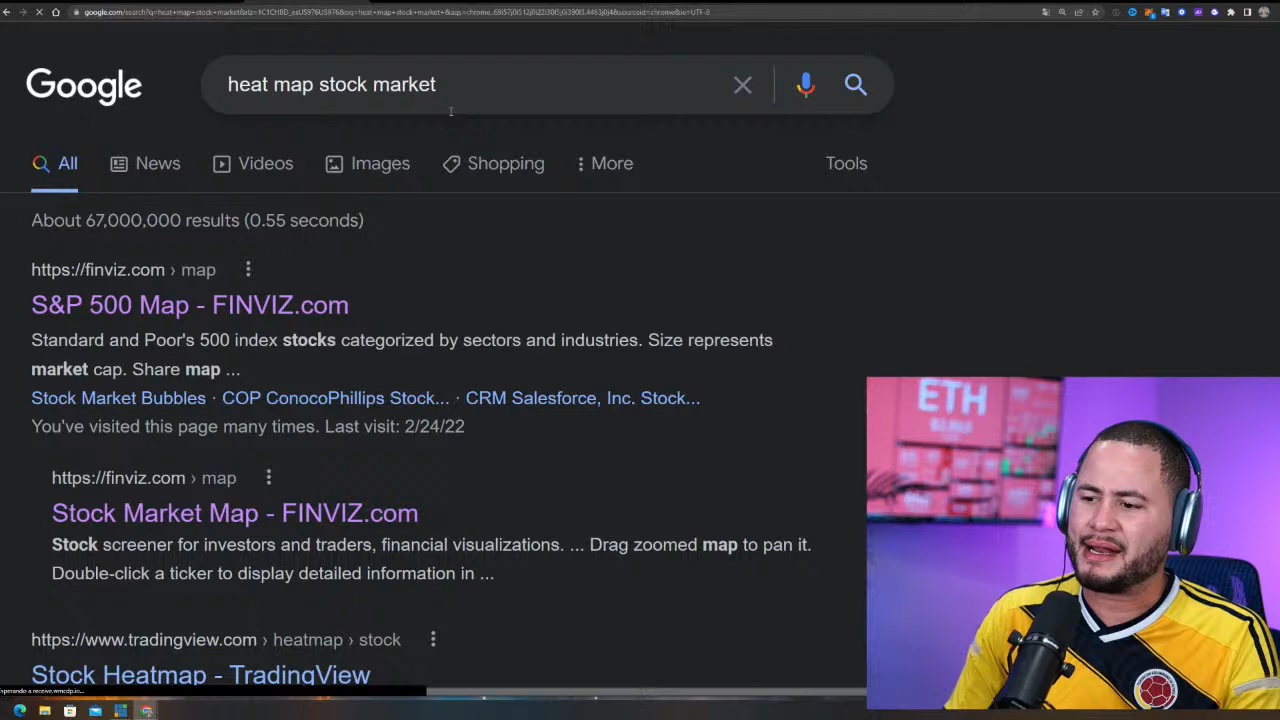 Google
heat map stock market
All
News
Videos
Images
Shopping
More
Tools
About 67,000,000 results (0.55 seconds)
https://finviz.com › map
S&P 500 Map - FINVIZ.com
Standard and Poor's 500 index stocks categorized by sectors and industries. Size represents
market cap. Share map ...
Stock Market Bubbles · COP ConocoPhillips Stock... · CRM Salesforce, Inc. Stock...
You've visited this page many times. Last visit: 2/24/22
https://finviz.com › map
Stock Market Map - FINVIZ.com
Stock screener for investors and traders, financial visualizations. ... Drag zoomed map to pan it.
Double-click a ticker to display detailed information in ...
https://www.tradingview.com › heatmap › stock
Stock Heatmap - TradingView
ETH